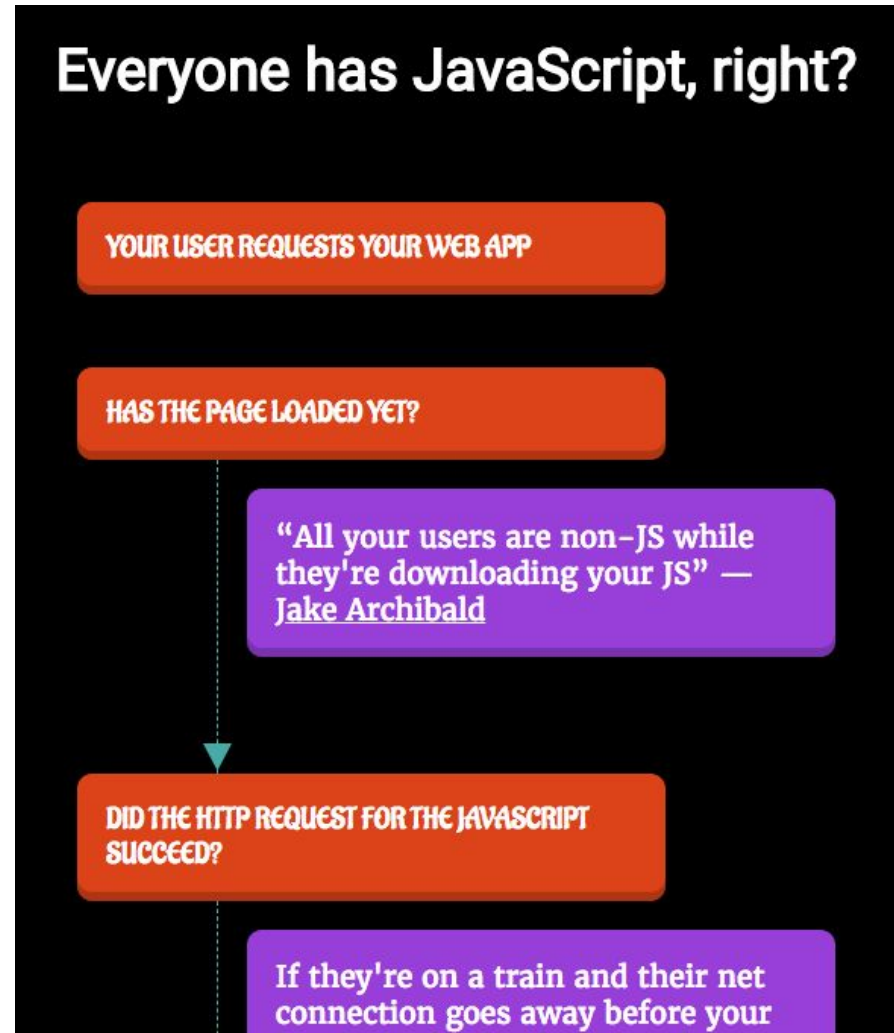 Everyone has JavaScript, right?
YOUR USER REQUESTS YOUR WEB APP
HAS THE PAGE LOADED YET?
“All your users are non-JS while
they're downloading your JS” —
Jake Archibald
DID THE HTTP REQUEST FOR THE JAVASCRIPT
SUCCEED?
If they're on a train and their net
connection goes away before your